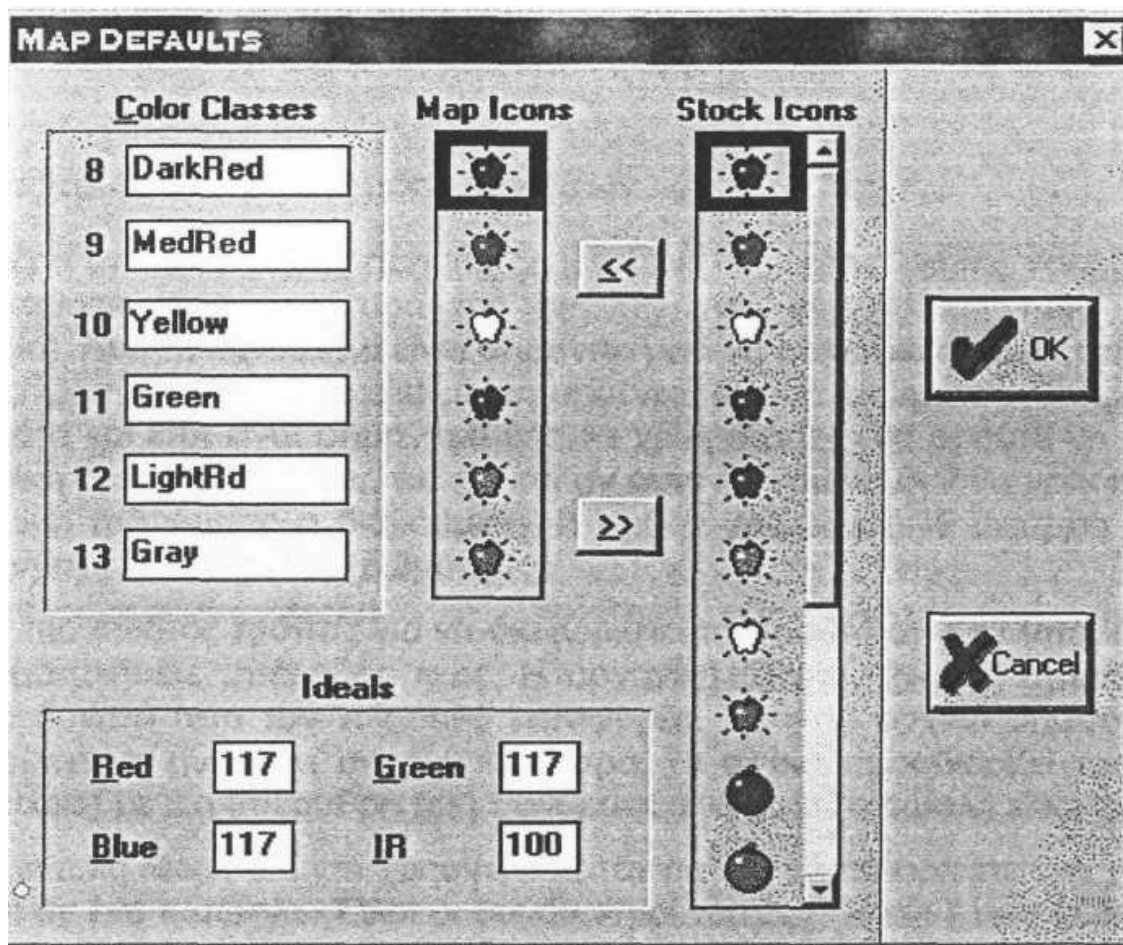 MAP DEFAULTS
Color Classes
Map Icons
Stock Icons
8 DarkRed
9 MedRed
<<
10 Yellow
OK
11 Green
12 LightRd
>>
13 Gray
Cancel
Ideals
Red 117 Green 117
Blue 117 IR 100